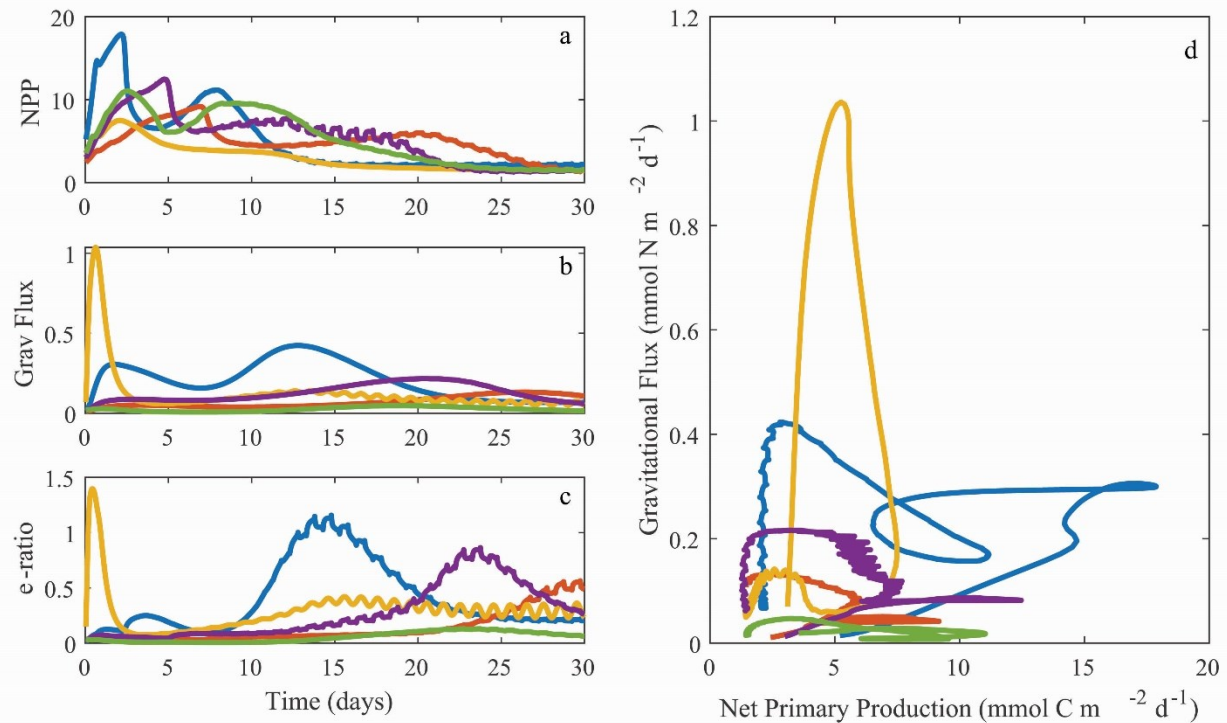 20
10
0
NPP
a
0 5 10 15 20 25 30
1
0.5
0
Grav Flux
b
0 5 10 15 20 25 30
1.5
1
0.5
0
e-ratio
c
0 5 10 15 20 25 30
Time (days)
1.2
1
0.8
0.6
0.4
0.2
0
Gravitational Flux (mmol N m ⁻² d⁻¹)
d
0 5 10 15 20
Net Primary Production (mmol C m ⁻² d⁻¹)